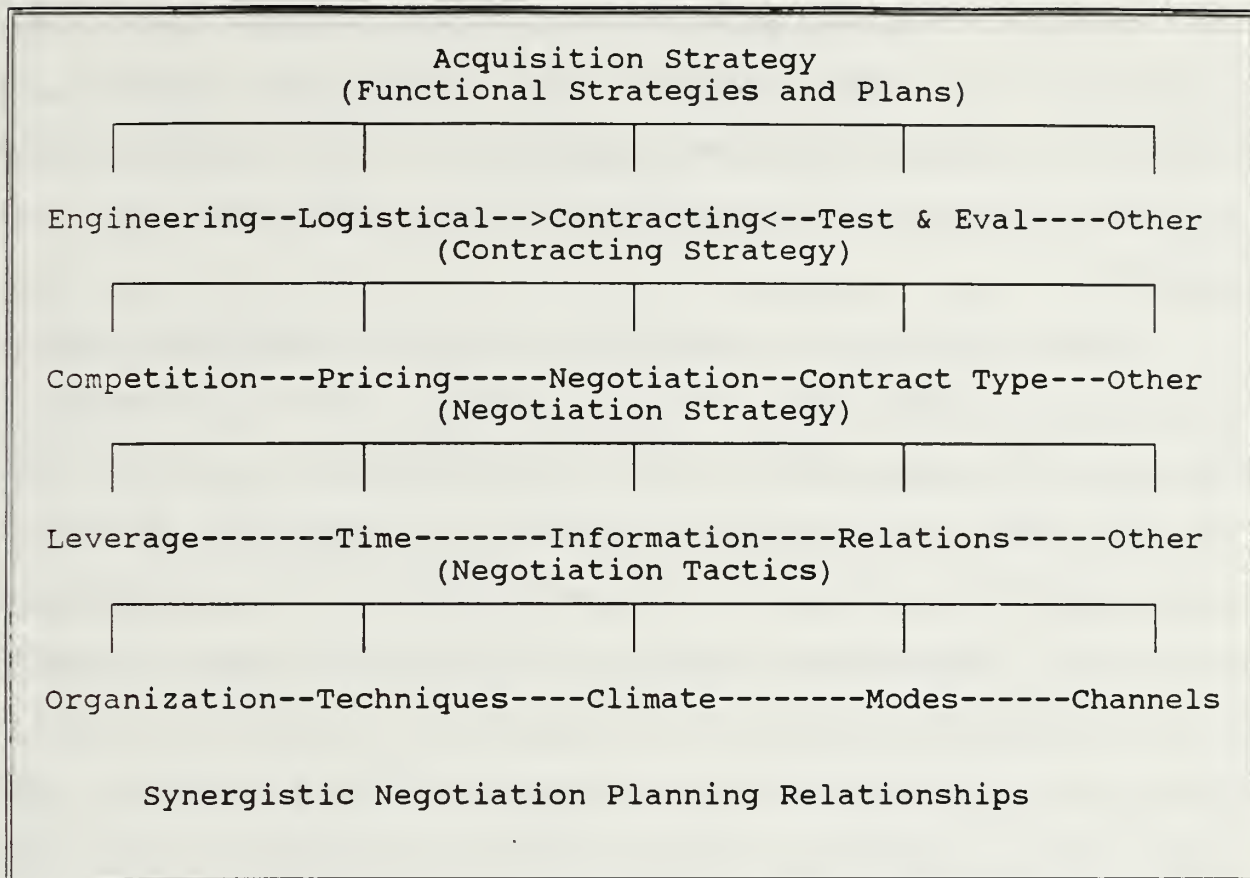 Acquisition Strategy
(Functional Strategies and Plans)
Engineering--Logistical-->Contracting<--Test & Eval----Other
(Contracting Strategy)
Competition---Pricing-----Negotiation--Contract Type---Other
(Negotiation Strategy)
Leverage-------Time-------Information----Relations-----Other
(Negotiation Tactics)
Organization--Techniques----Climate--------Modes------Channels
Synergistic Negotiation Planning Relationships